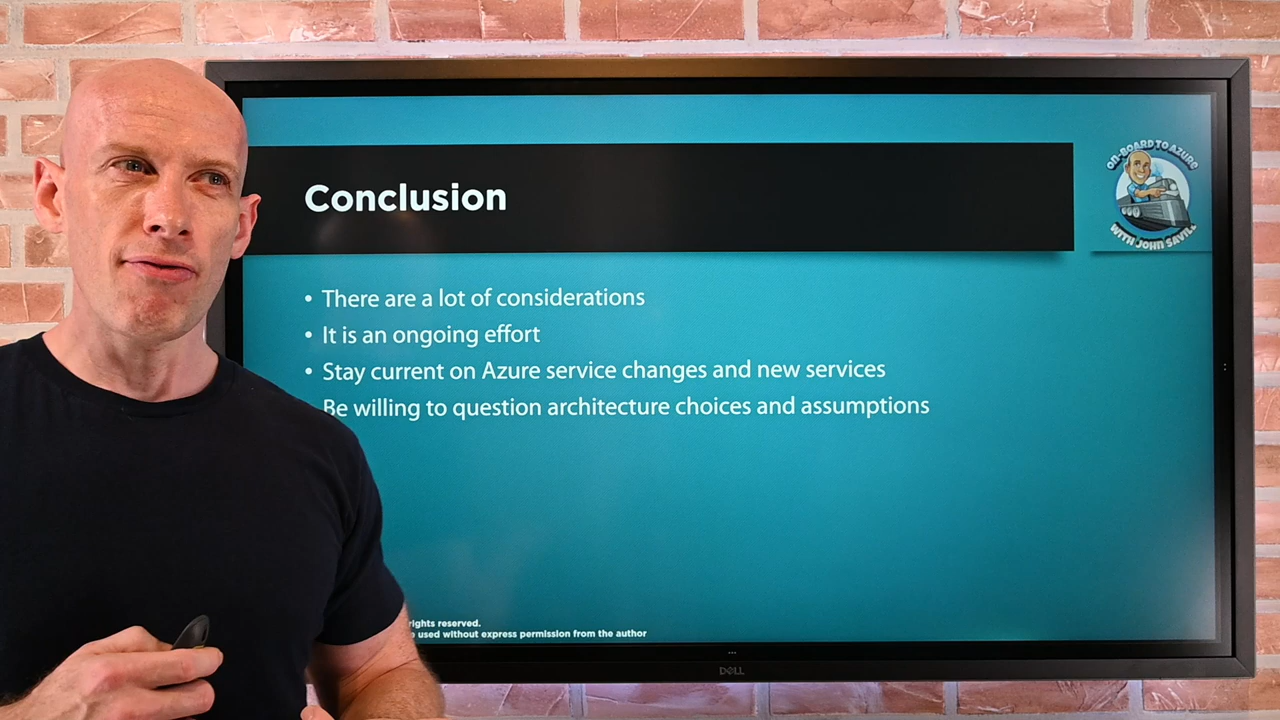 Conclusion
ON-BOARD TO AZURE
WITH JOHN SAVILL
• There are a lot of considerations
• It is an ongoing effort
• Stay current on Azure service changes and new services
Be willing to question architecture choices and assumptions
rights reserved.
used without express permission from the author
DELL